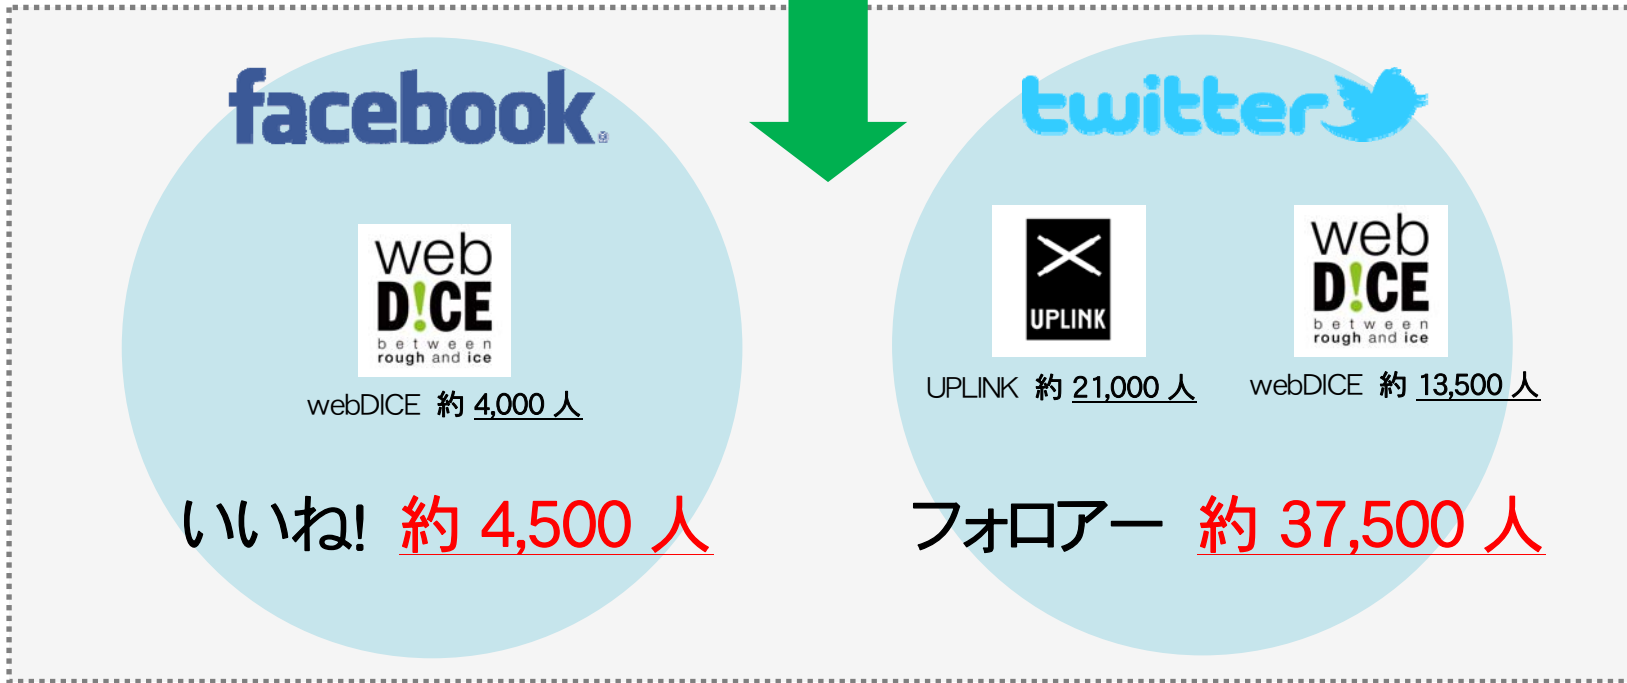 facebook
web
D!CE
between
rough and ice
webDICE 約 4,000 人
いいね! 約 4,500 人
twitter
UPLINK
UPLINK 約 21,000 人
web
D!CE
between
rough and ice
webDICE 約 13,500 人
フォロアー 約 37,500 人